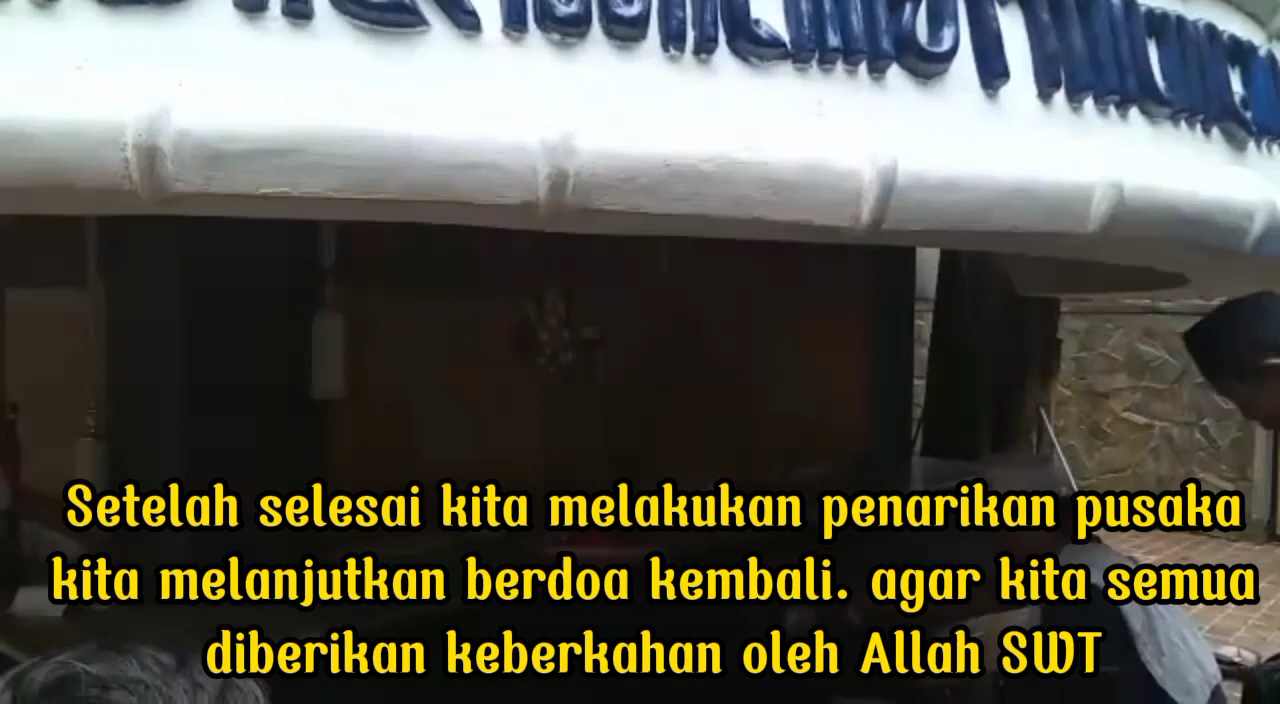 Setelah selesai kita melakukan penarikan pusaka
kita melanjutkan berdoa kembali. agar kita semua
diberikan keberkahan oleh Allah SWT